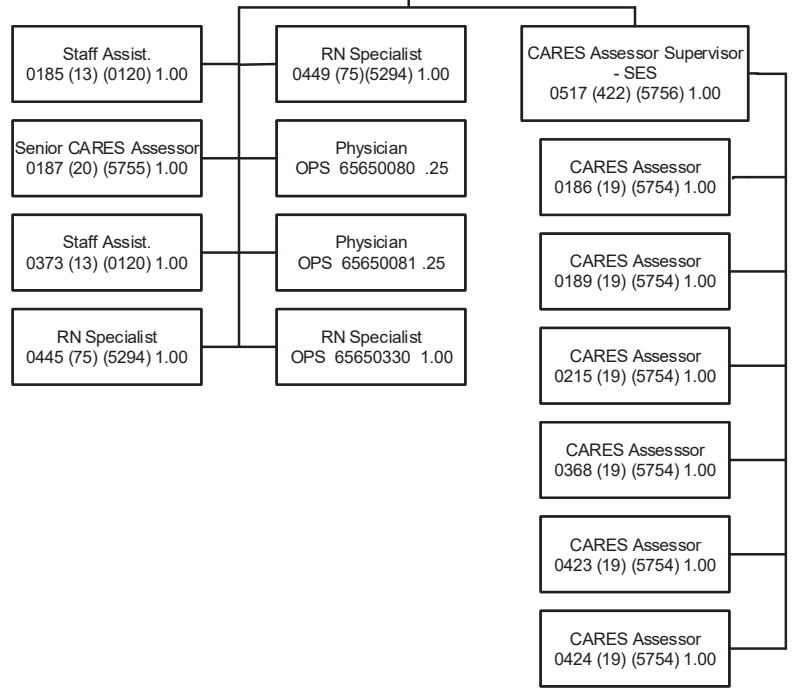 Staff Assist.
0185 (13) (0120) 1.00
Senior CARES Assessor
0187 (20) (5755) 1.00
Staff Assist.
0373 (13) (0120) 1.00
RN Specialist
0445 (75) (5294) 1.00
RN Specialist
0449 (75)(5294) 1.00
Physician
OPS 65650080 .25
Physician
OPS 65650081 .25
RN Specialist
OPS 65650330 1.00
CARES Assessor Supervisor
- SES
0517 (422) (5756) 1.00
CARES Assessor
0186 (19) (5754) 1.00
CARES Assessor
0189 (19) (5754) 1.00
CARES Assessor
0215 (19) (5754) 1.00
CARES Assesssor
0368 (19) (5754) 1.00
CARES Assessor
0423 (19) (5754) 1.00
CARES Assessor
0424 (19) (5754) 1.00